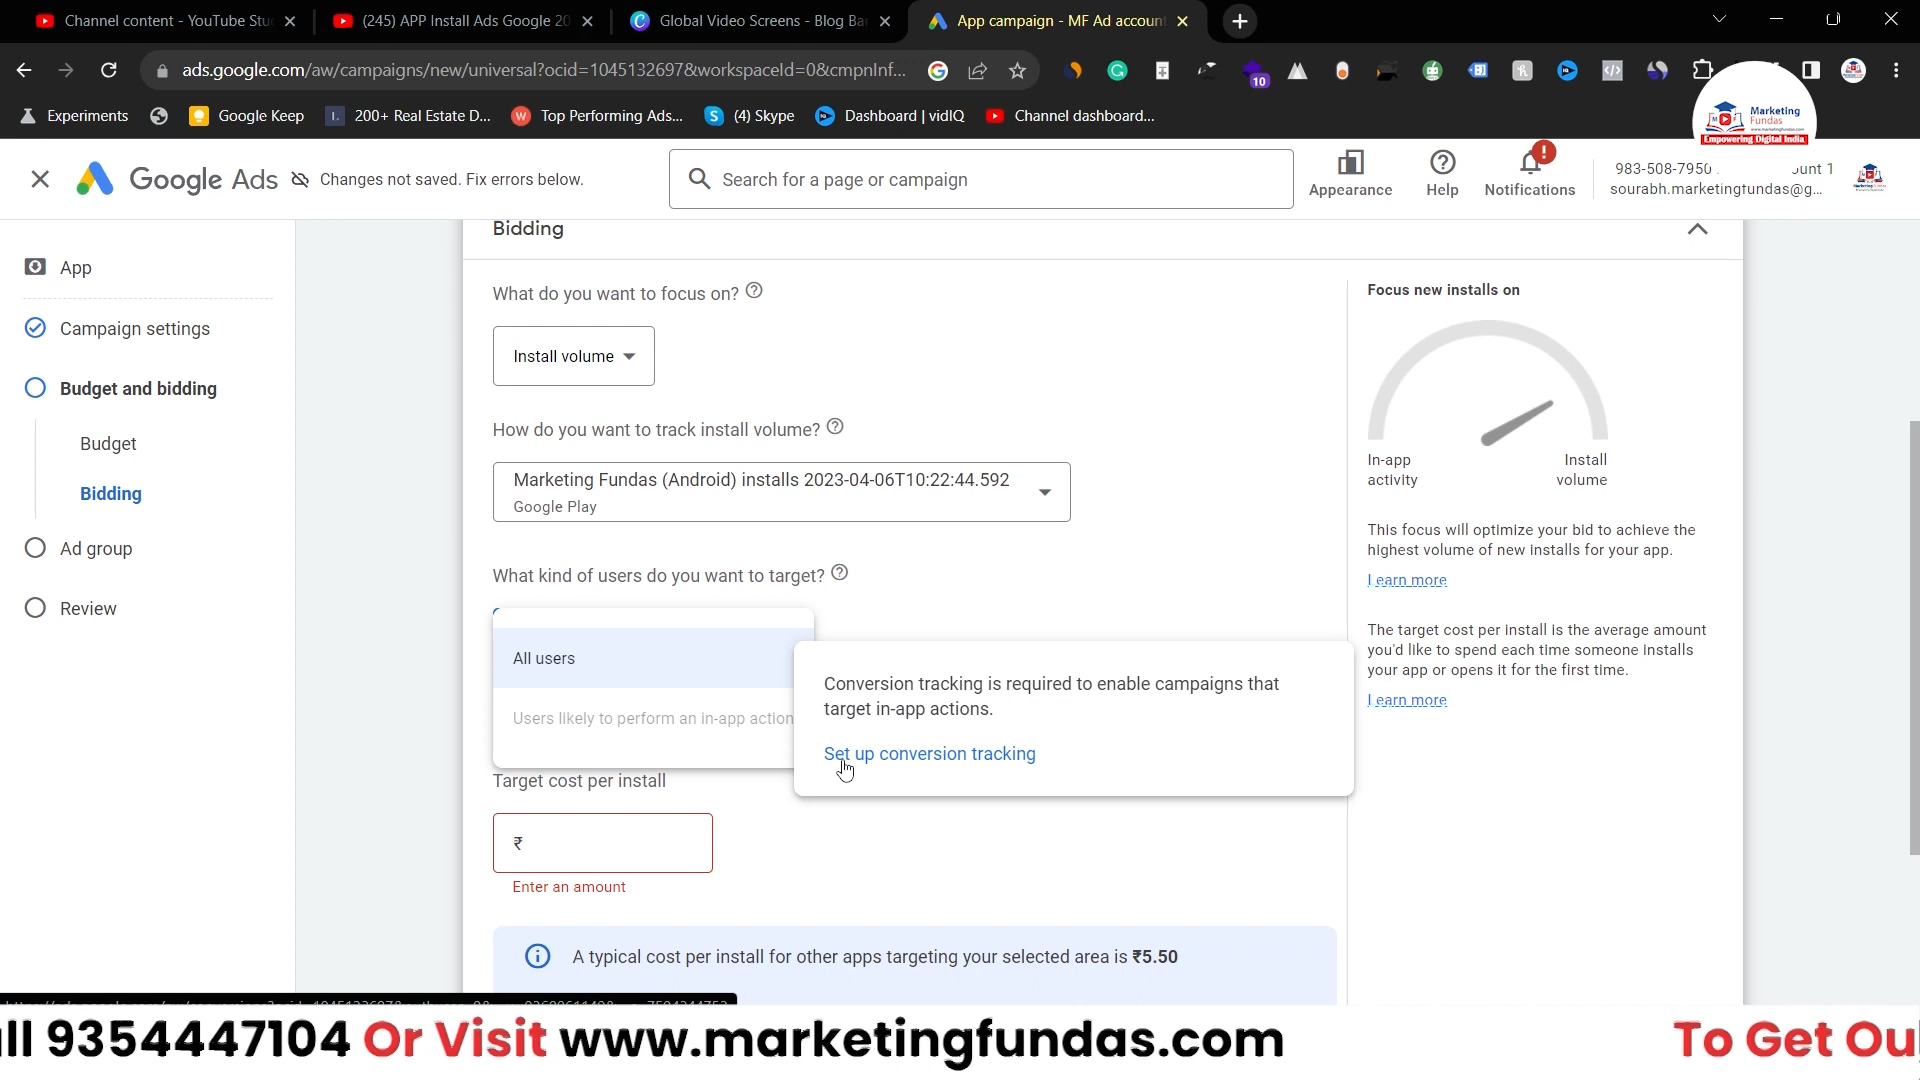 Channel content - YouTube Stu
(245) APP Install Ads Google 20
Global Video Screens - Blog Ba
App campaign - MF Ad account
ads.google.com/aw/campaigns/new/universal?ocid=1045132697&workspaceId=0&cmpnInf...
10
Experiments
Google Keep
200+ Real Estate D...
Top Performing Ads...
(4) Skype
Dashboard | vidIQ
Channel dashboard...
Marketing
Fundas
Empowering Digital India
Google Ads
Changes not saved. Fix errors below.
Search for a page or campaign
Appearance
Help
Notifications
983-508-7950
unt 1
sourabh.marketingfundas@g...
App
Campaign settings
Budget and bidding
Budget
Bidding
Ad group
Review
Bidding
What do you want to focus on?
Install volume
How do you want to track install volume?
Marketing Fundas (Android) installs 2023-04-06T10:22:44.592
Google Play
What kind of users do you want to target?
All users
Users likely to perform an in-app action
Conversion tracking is required to enable campaigns that
target in-app actions.
Set up conversion tracking
Target cost per install
₹
Enter an amount
A typical cost per install for other apps targeting your selected area is ₹5.50
Focus new installs on
In-app
activity
Install
volume
This focus will optimize your bid to achieve the
highest volume of new installs for your app.
Learn more
The target cost per install is the average amount
you'd like to spend each time someone installs
your app or opens it for the first time.
Learn more
ll 9354447104 Or Visit www.marketingfundas.com
To Get Ou